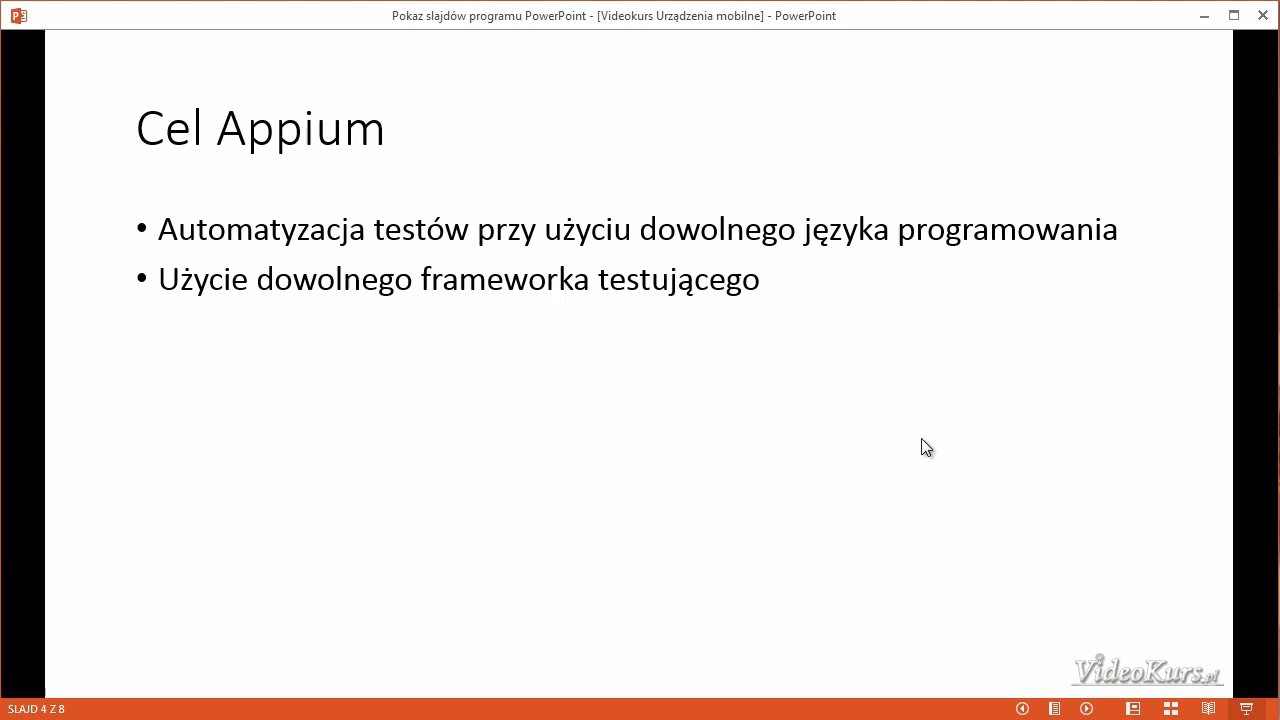 Pokaz slajdów programu PowerPoint - [Videokurs Urządzenia mobilne] - PowerPoint
Cel Appium
• Automatyzacja testów przy użyciu dowolnego języka programowania
• Użycie dowolnego frameworka testującego
VideoKurs.pl
SLAJD 4 Z 8